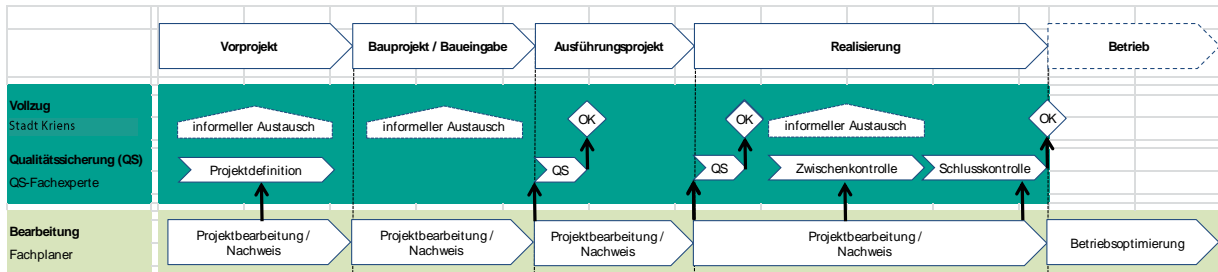 Vorprojekt
Bauprojekt / Baueingabe
Ausführungsprojekt
Realisierung
Betrieb
Vollzug
Stadt Kriens
informeller Austausch
informeller Austausch
OK
OK
informeller Austausch
OK
Qualitätssicherung (QS)
QS-Fachexperte
Projektdefinition
QS
QS
Zwischenkontrolle
Schlusskontrolle
Bearbeitung
Fachplaner
Projektbearbeitung /
Nachweis
Projektbearbeitung /
Nachweis
Projektbearbeitung /
Nachweis
Projektbearbeitung /
Nachweis
Betriebsoptimierung